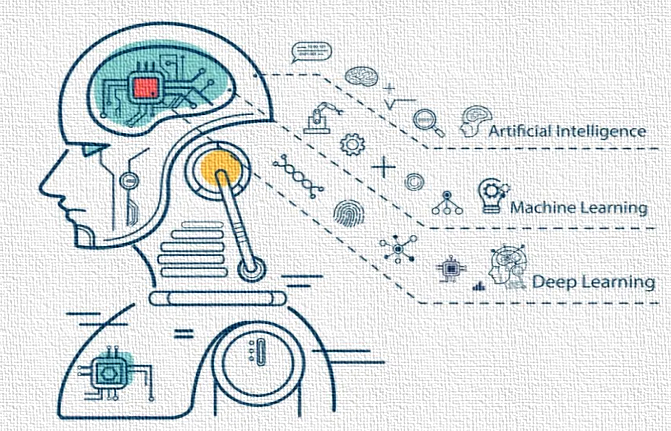 Artificial Intelligence
Machine Learning
Deep Learning